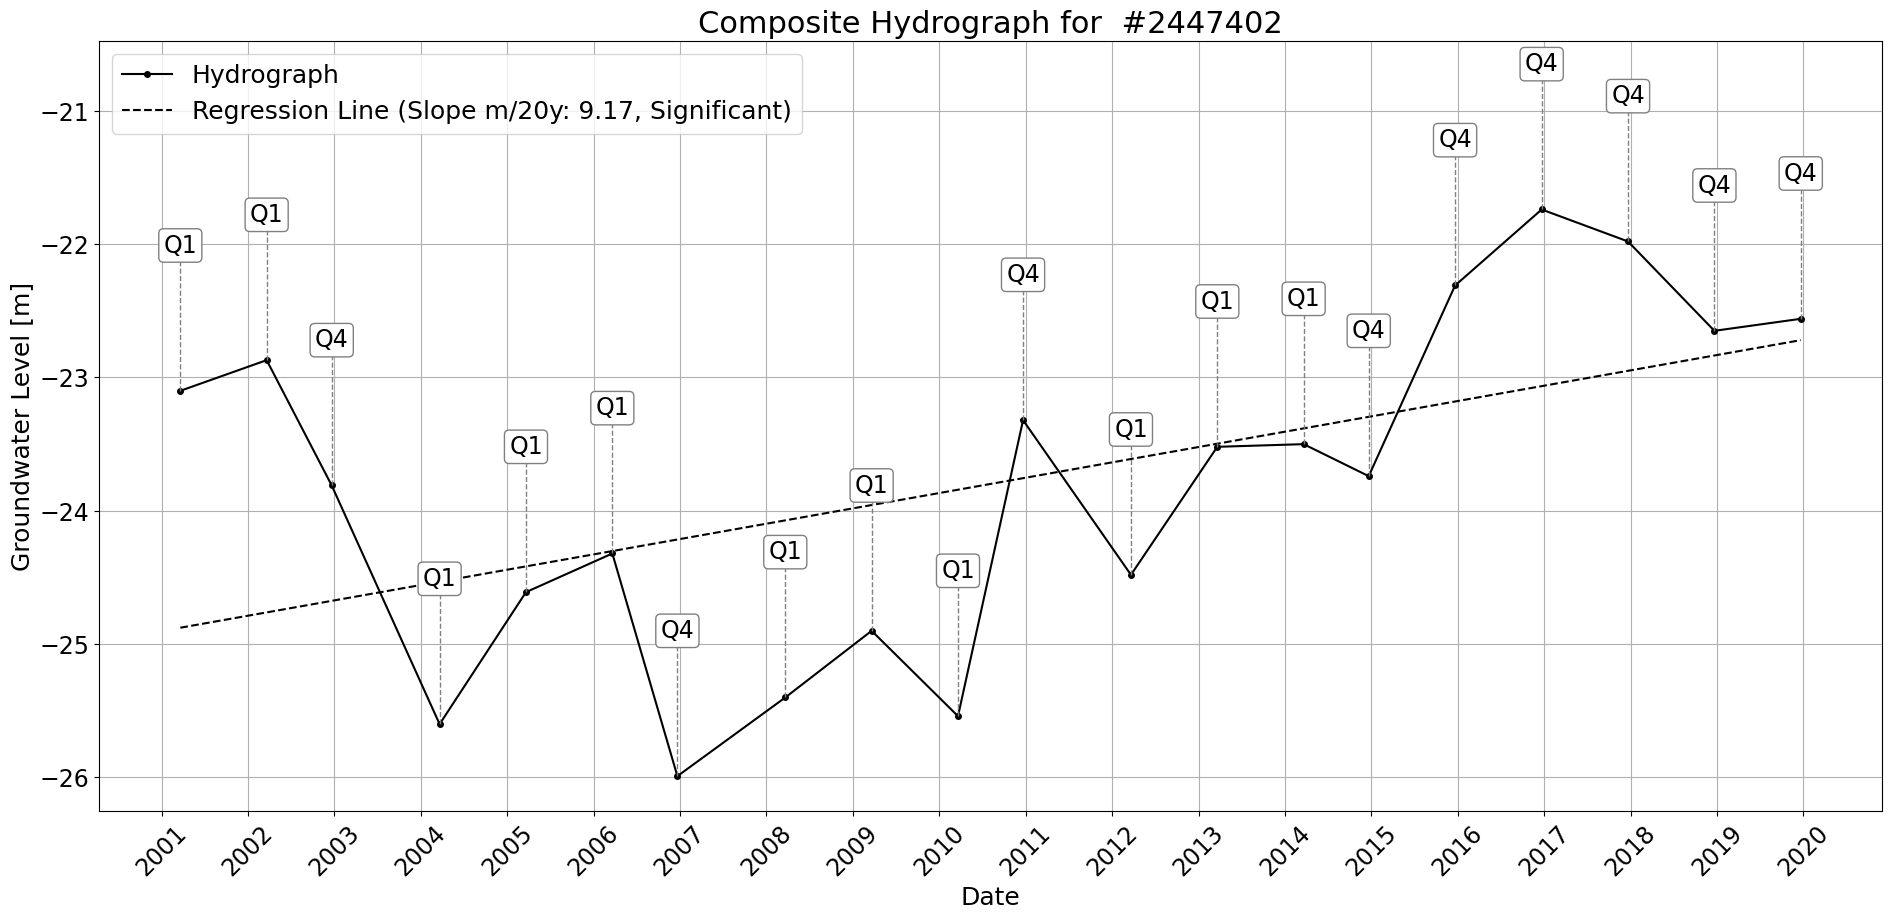 Composite Hydrograph for  #2447402
Hydrograph
Regression Line (Slope m/20y: 9.17, Significant)
Groundwater Level [m]
−21
−22
−23
−24
−25
−26
Q1
Q1
Q4
Q1
Q1
Q1
Q4
Q1
Q1
Q1
Q4
Q1
Q1
Q1
Q4
Q4
Q4
Q4
Q4
Q4
2001
2002
2003
2004
2005
2006
2007
2008
2009
2010
2011
2012
2013
2014
2015
2016
2017
2018
2019
2020
Date